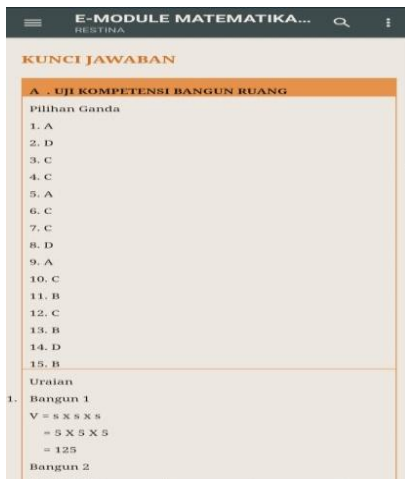 E-MODULE MATEMATIKA...
RESTINA
KUNCI JAWABAN
A . UJI KOMPETENSI BANGUN RUANG
Pilihan Ganda
1. A
2. D
3. C
4. C
5. A
6. C
7. C
8. D
9. A
10. C
11. B
12. C
13. B
14. D
15. B
Uraian
1. Bangun 1
V = s x s x s
= 5 X 5 X 5
= 125
Bangun 2